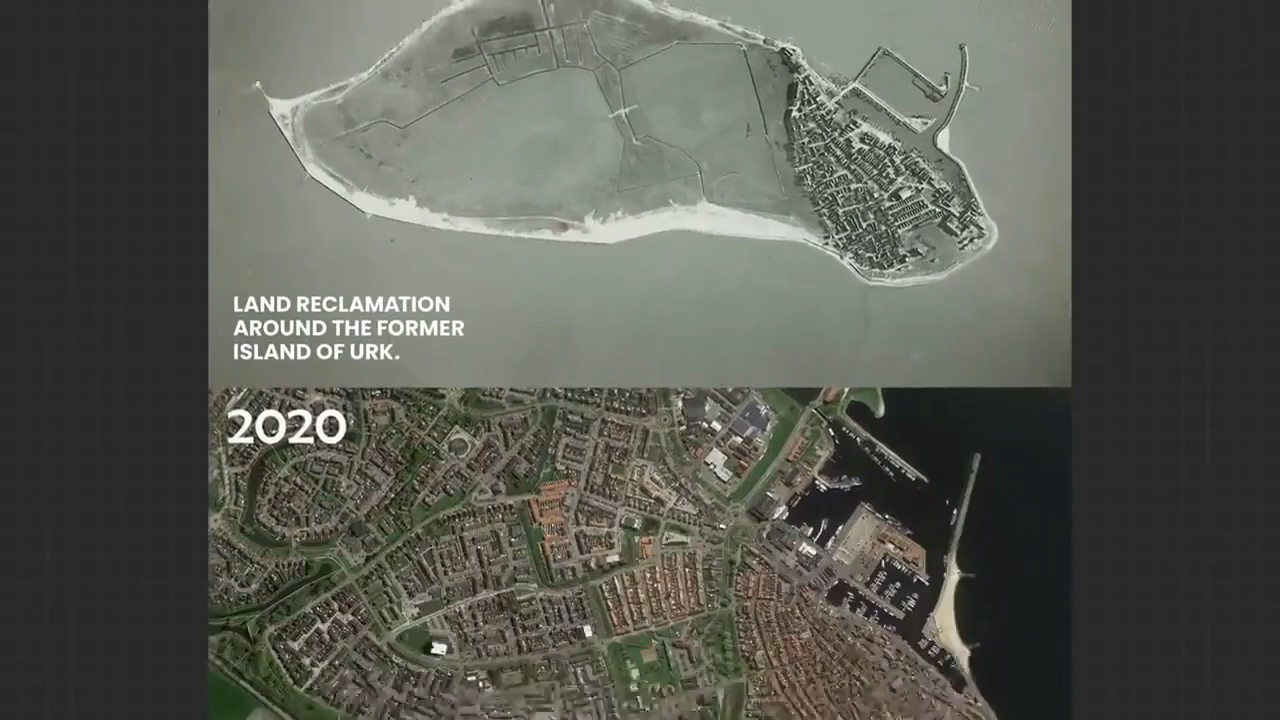 LAND RECLAMATION
AROUND THE FORMER
ISLAND OF URK.
2020